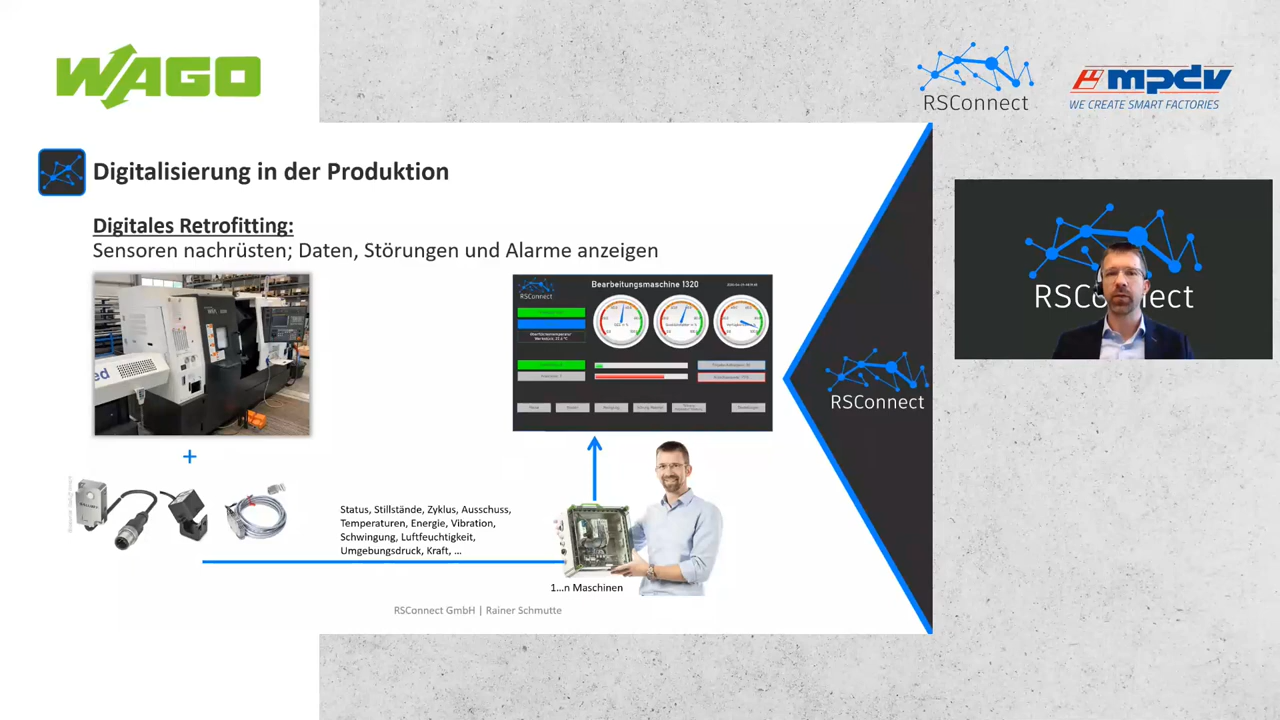 WAGO
RSConnect
mpdv
WE CREATE SMART FACTORIES
Digitalisierung in der Produktion
Digitales Retrofitting:
Sensoren nachrüsten; Daten, Störungen und Alarme anzeigen
RSConnect
Bearbeitungsmaschine 1320
RSConnect
RSConnect
+
Status, Stillstände, Zyklus, Ausschuss,
Temperaturen, Energie, Vibration,
Schwingung, Luftfeuchtigkeit,
Umgebungsdruck, Kraft, ...
1...n Maschinen
RSConnect GmbH | Rainer Schmutte